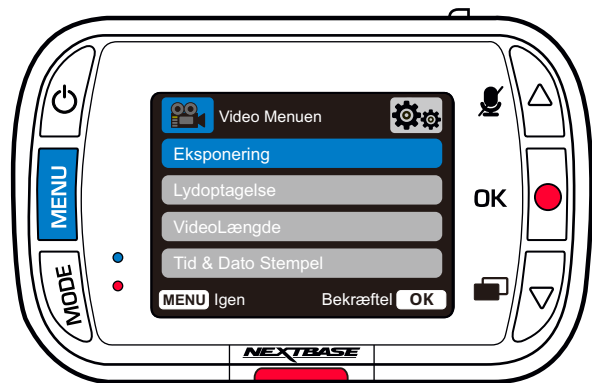 Video Menuen
MENU
Eksponering
Lydoptagelse
OK
VideoLængde
MODE
Tid & Dato Stempel
MENU Igen Bekræftel OK
NEXTBASE